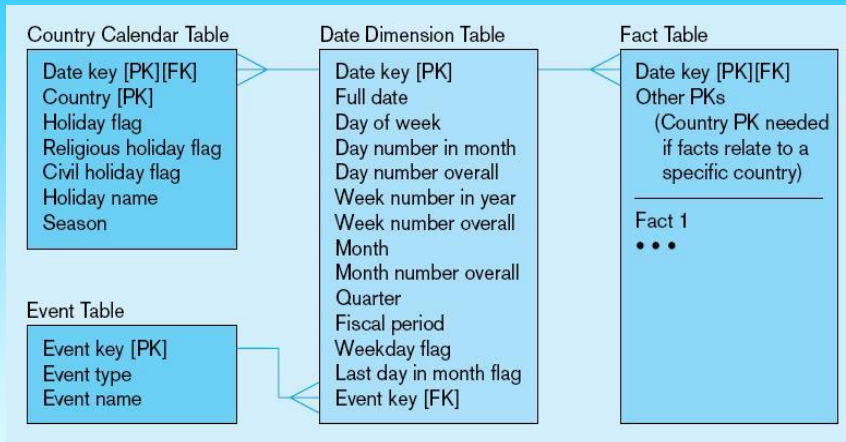 Country Calendar Table
Date key [PK][FK]
Country [PK]
Holiday flag
Religious holiday flag
Civil holiday flag
Holiday name
Season
Event Table
Event key [PK]
Event type
Event name
Date Dimension Table
Date key [PK]
Full date
Day of week
Day number in month
Day number overall
Week number in year
Week number overall
Month
Month number overall
Quarter
Fiscal period
Weekday flag
Last day in month flag
Event key [FK]
Fact Table
Date key [PK][FK]
Other PKs
(Country PK needed
if facts relate to a
specific country)
Fact 1
• • •